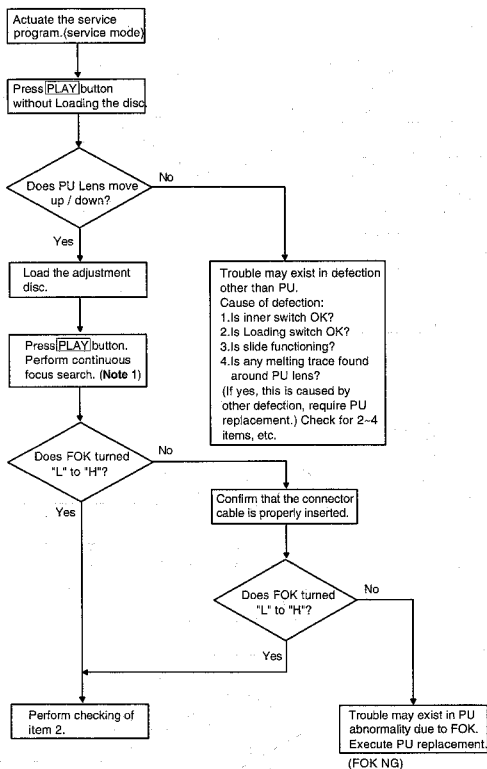 Actuate the service
program.(service mode)
Press PLAY button
without Loading the disc.
Does PU Lens move
up / down?
No
Yes
Load the adjustment
disc.
Trouble may exist in defection
other than PU.
Cause of defection:
1.Is inner switch OK?
2.Is Loading switch OK?
3.Is slide functioning?
4.Is any melting trace found
around PU lens?
(If yes, this is caused by
other defection, require PU
replacement.) Check for 2~4
items, etc.
Press PLAY button.
Perform continuous
focus search. (Note 1)
Does FOK turned
"L" to "H"?
No
Yes
Confirm that the connector
cable is properly inserted.
Does FOK turned
"L" to "H"?
No
Yes
Perform checking of
item 2.
Trouble may exist in PU
abnormality due to FOK.
Execute PU replacement.
(FOK NG)